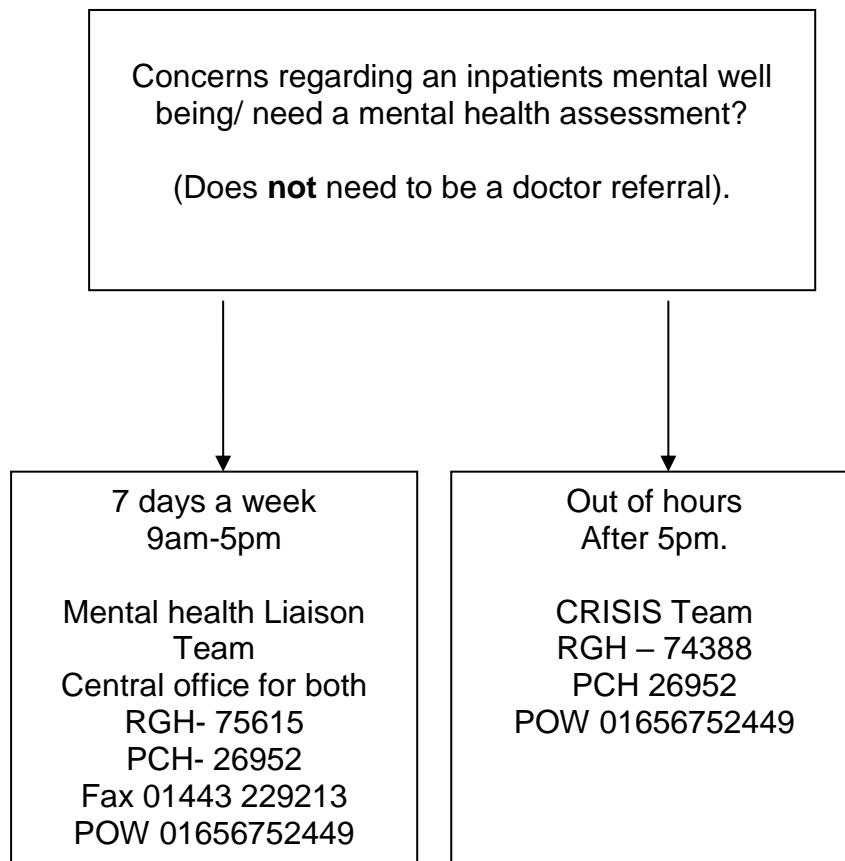 Concerns regarding an inpatients mental well
being/ need a mental health assessment?
(Does not need to be a doctor referral).
7 days a week
9am-5pm
Mental health Liaison
Team
Central office for both
RGH- 75615
PCH- 26952
Fax 01443 229213
POW 01656752449
Out of hours
After 5pm.
CRISIS Team
RGH – 74388
PCH 26952
POW 01656752449